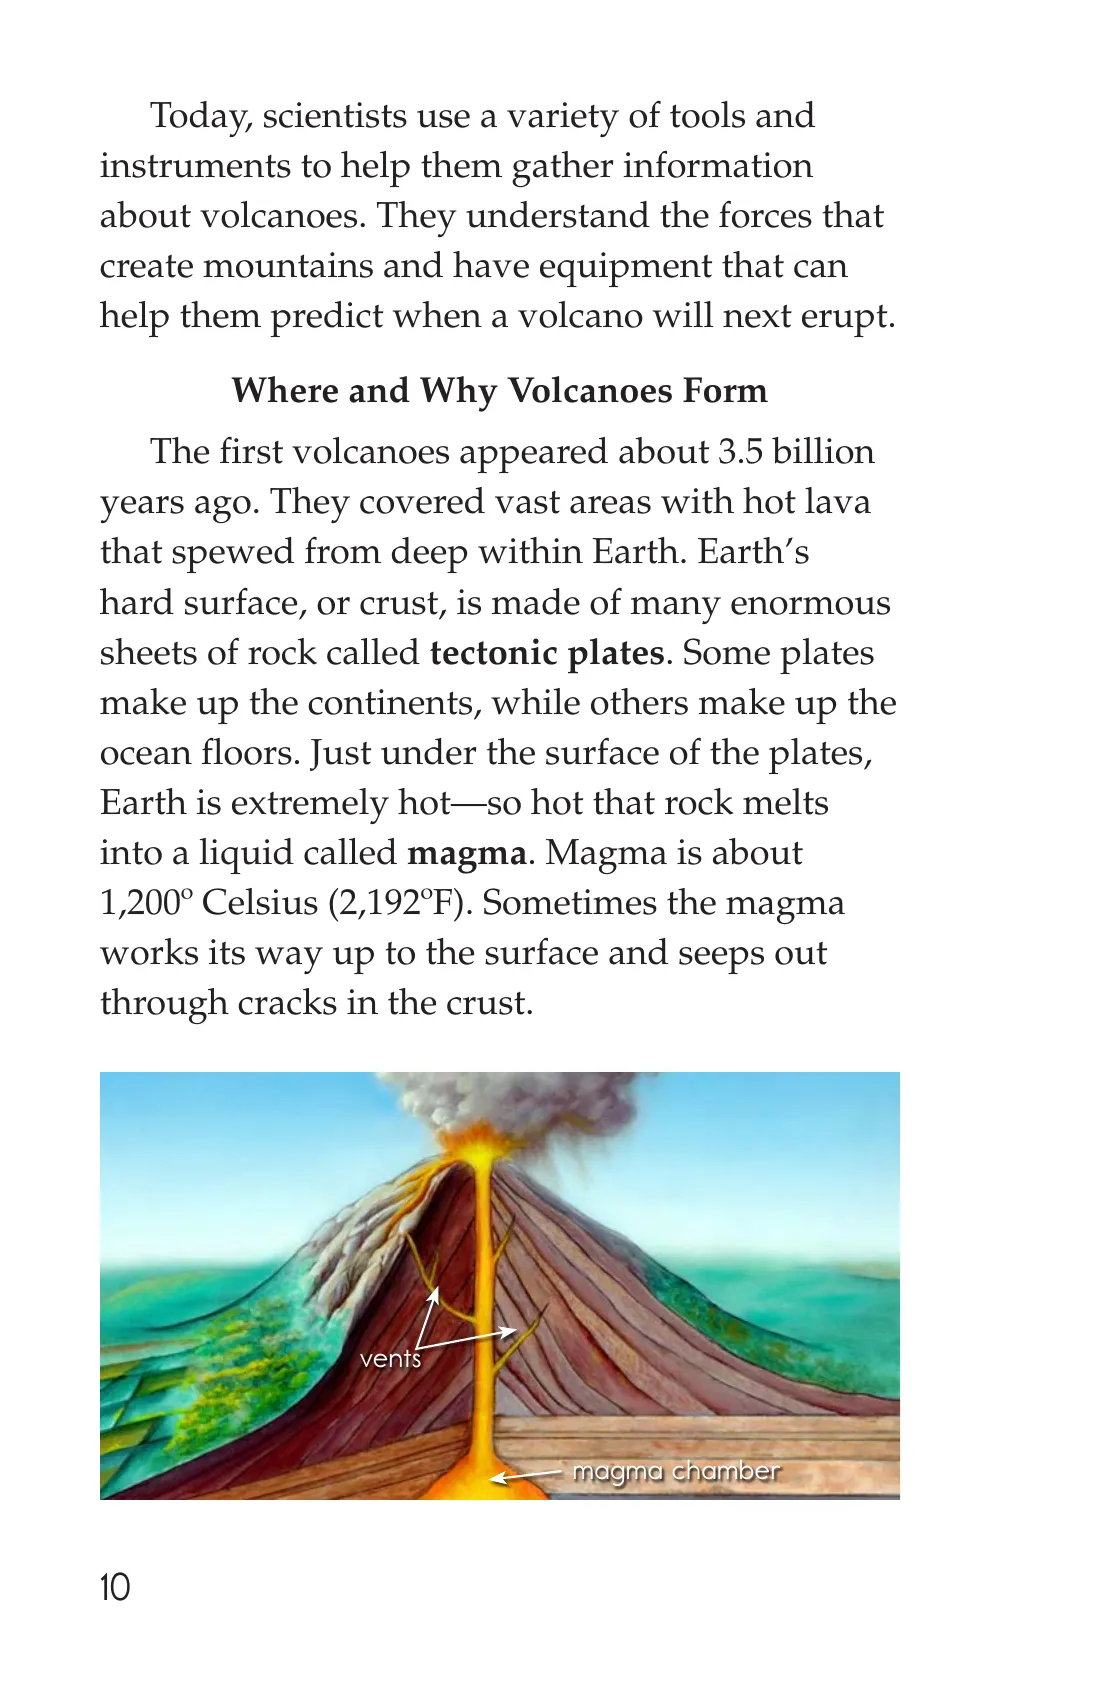 Today, scientists use a variety of tools and
instruments to help them gather information
about volcanoes. They understand the forces that
create mountains and have equipment that can
help them predict when a volcano will next erupt.
Where and Why Volcanoes Form
The first volcanoes appeared about 3.5 billion
years ago. They covered vast areas with hot lava
that spewed from deep within Earth. Earth’s
hard surface, or crust, is made of many enormous
sheets of rock called tectonic plates. Some plates
make up the continents, while others make up the
ocean floors. Just under the surface of the plates,
Earth is extremely hot—so hot that rock melts
into a liquid called magma. Magma is about
1,200º Celsius (2,192ºF). Sometimes the magma
works its way up to the surface and seeps out
through cracks in the crust.
vents
magma chamber
10